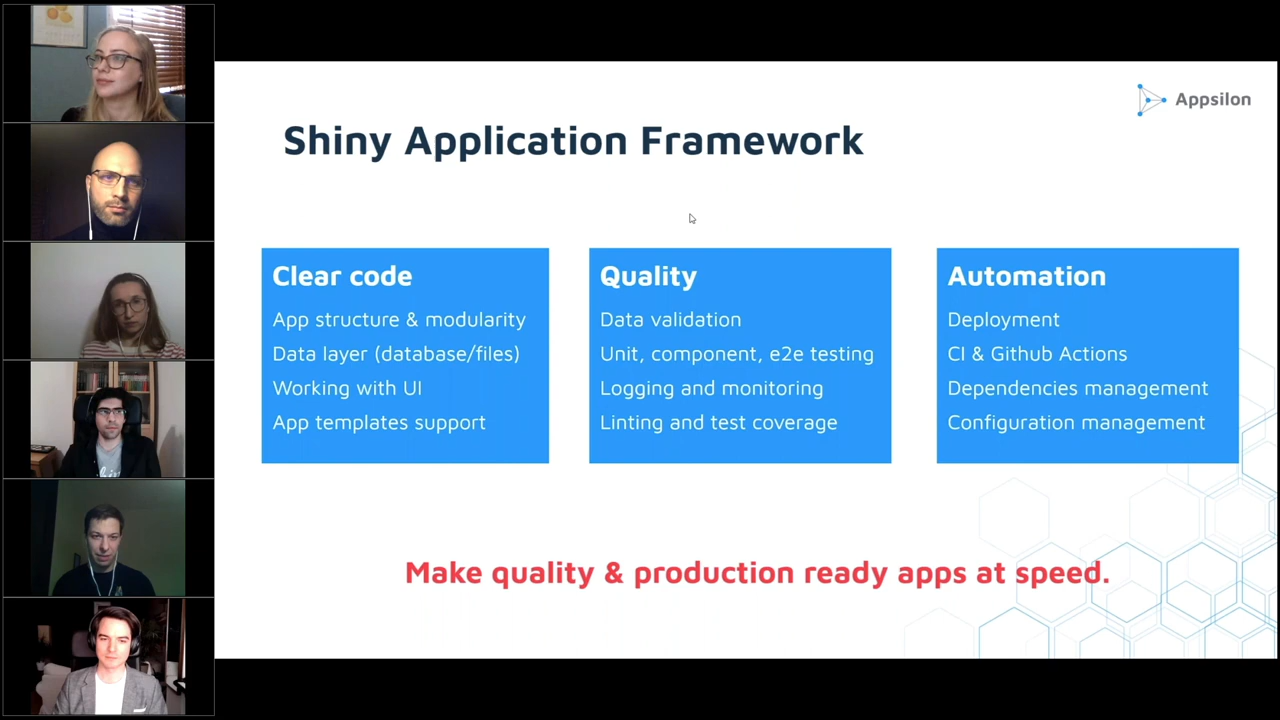 Appsilon
Shiny Application Framework
Clear code
App structure & modularity
Data layer (database/files)
Working with UI
App templates support
Quality
Data validation
Unit, component, e2e testing
Logging and monitoring
Linting and test coverage
Automation
Deployment
CI & Github Actions
Dependencies management
Configuration management
Make quality & production ready apps at speed.